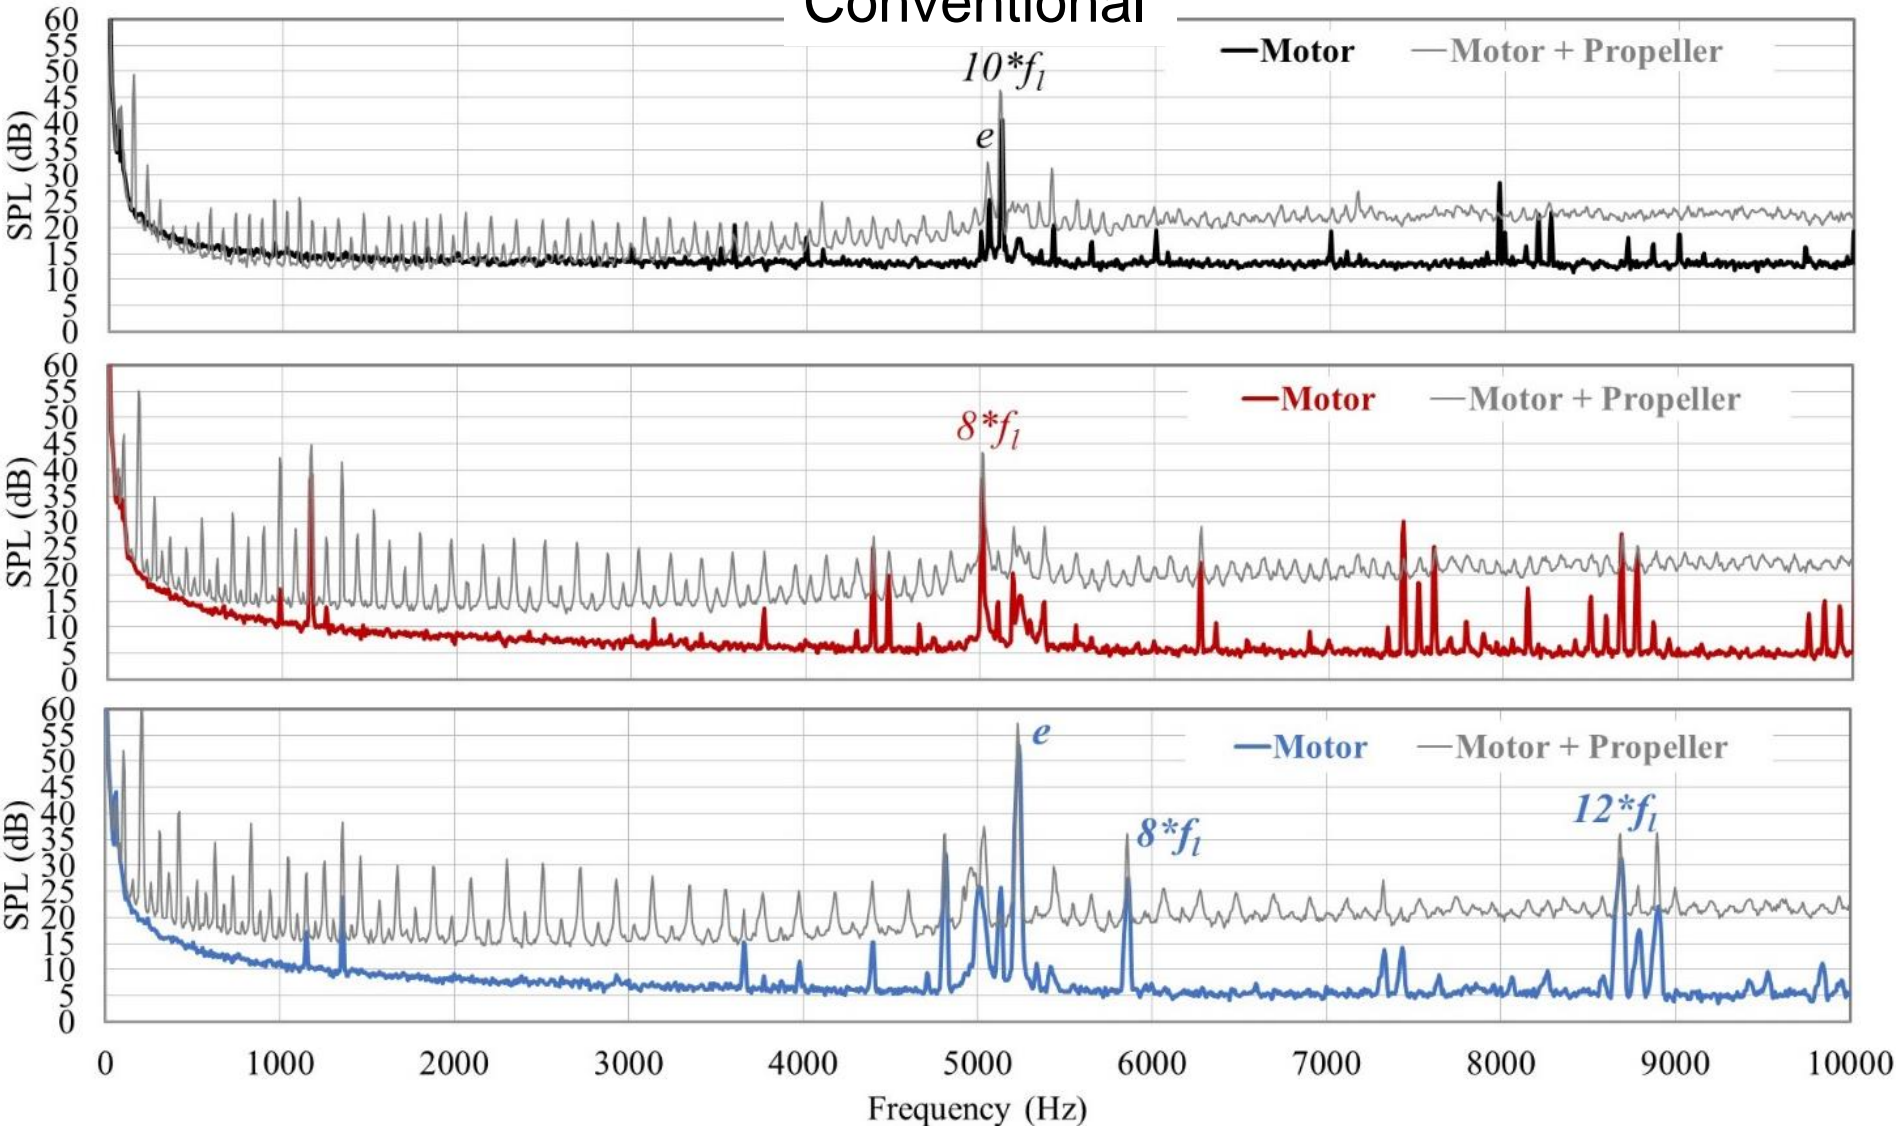 Conventional
60
55
50
45
40
35
30
25
20
15
10
5
0
SPL (dB)
Motor
Motor + Propeller
10*f1
e
60
55
50
45
40
35
30
25
20
15
10
5
0
SPL (dB)
Motor
Motor + Propeller
8*f1
60
55
50
45
40
35
30
25
20
15
10
5
0
SPL (dB)
Motor
Motor + Propeller
e
8*f1
12*f1
0 1000 2000 3000 4000 5000 6000 7000 8000 9000 10000
Frequency (Hz)